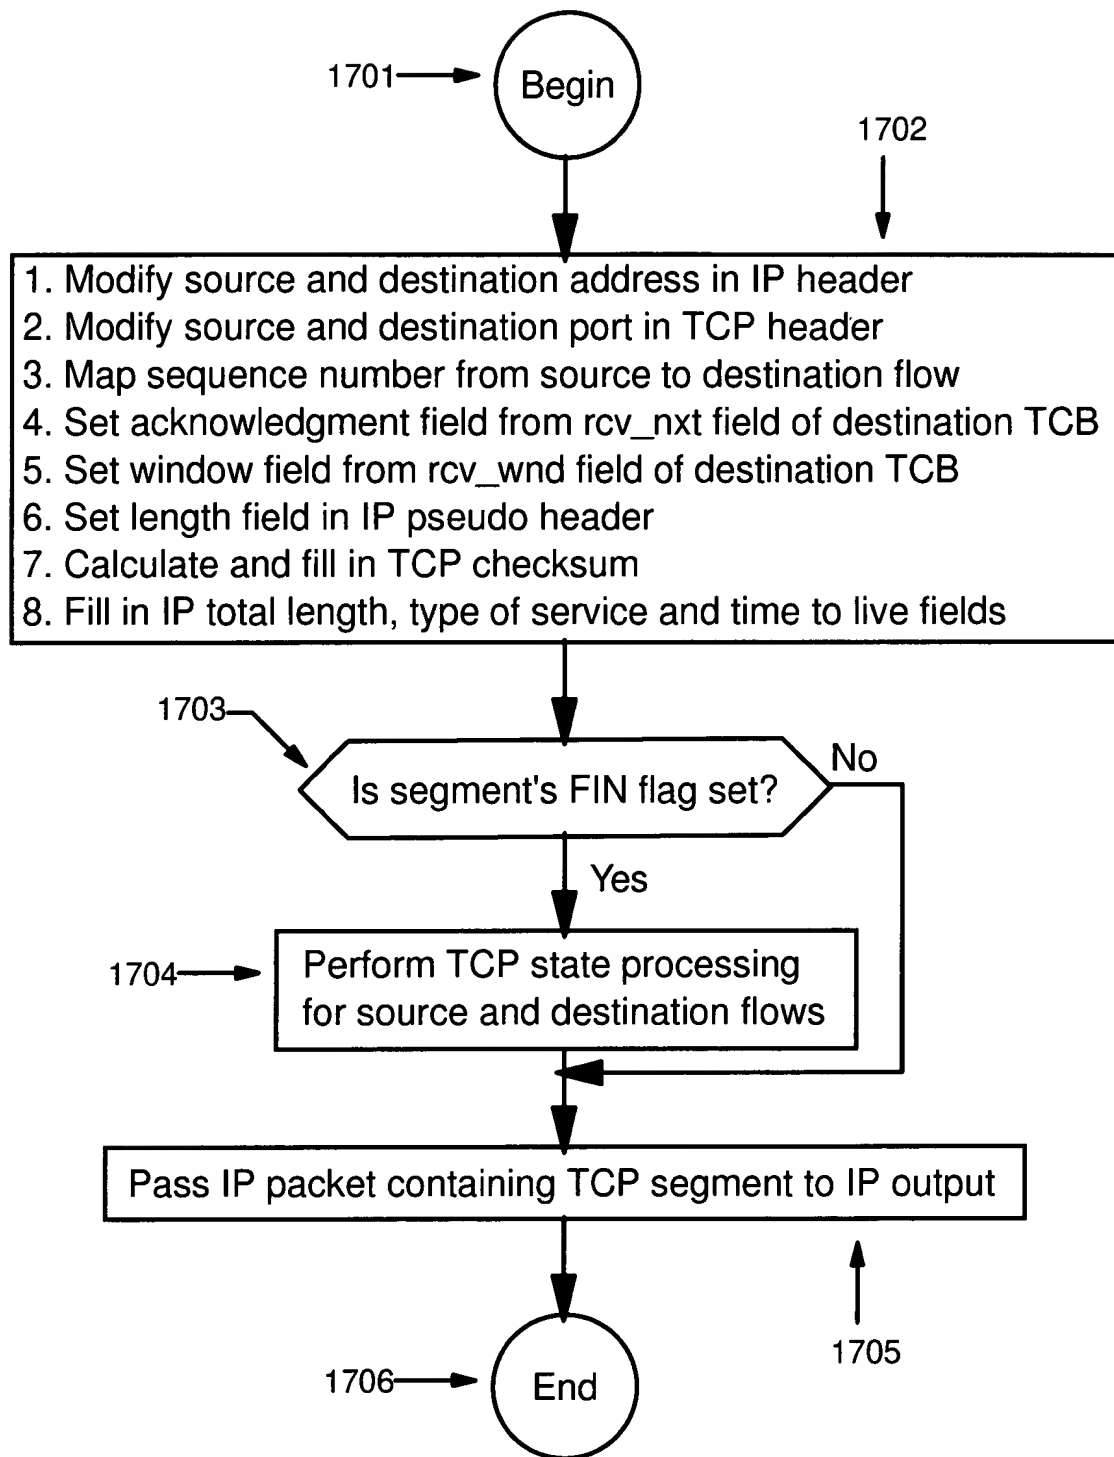 1701
Begin
1702
1. Modify source and destination address in IP header
2. Modify source and destination port in TCP header
3. Map sequence number from source to destination flow
4. Set acknowledgment field from rcv_nxt field of destination TCB
5. Set window field from rcv_wnd field of destination TCB
6. Set length field in IP pseudo header
7. Calculate and fill in TCP checksum
8. Fill in IP total length, type of service and time to live fields
1703
Is segment's FIN flag set?
No
Yes
1704
Perform TCP state processing
for source and destination flows
Pass IP packet containing TCP segment to IP output
1705
1706
End